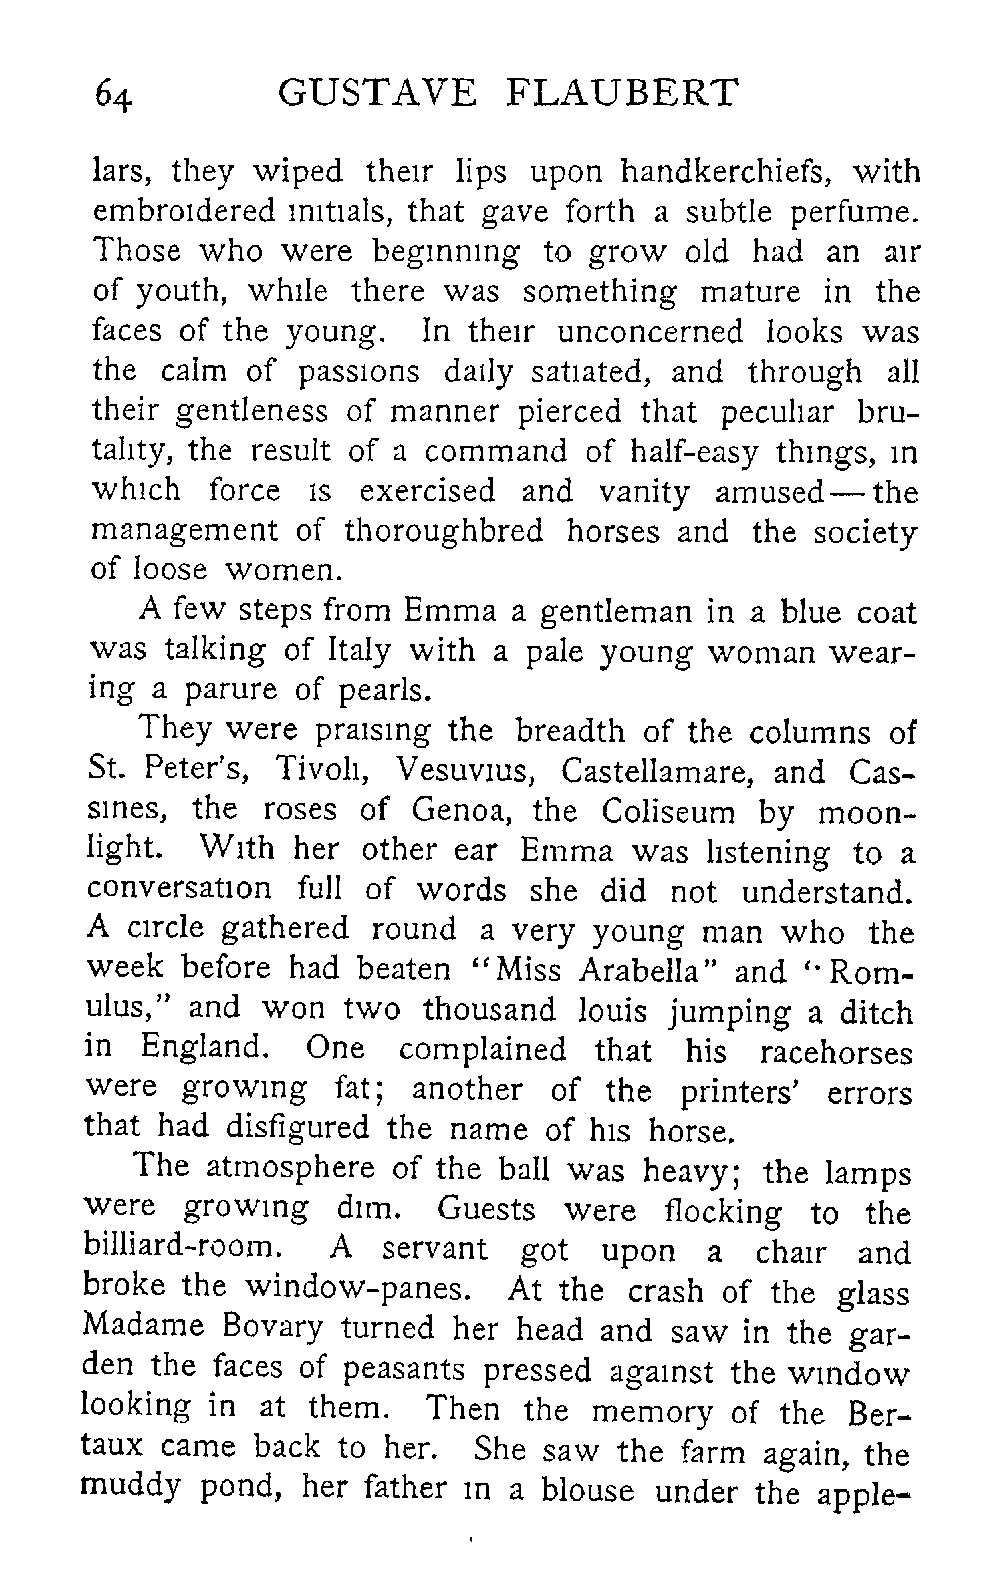 64 GUSTAVE FLAUBERT
lars, they wiped their lips upon handkerchiefs, with
embroidered initials, that gave forth a subtle perfume.
Those who were beginning to grow old had an air
of youth, while there was something mature in the
faces of the young. In their unconcerned looks was
the calm of passions daily satiated, and through all
their gentleness of manner pierced that peculiar bru-
tality, the result of a command of half-easy things, in
which force is exercised and vanity amused—the
management of thoroughbred horses and the society
of loose women.
A few steps from Emma a gentleman in a blue coat
was talking of Italy with a pale young woman wear-
ing a parure of pearls.
They were praising the breadth of the columns of
St. Peter's, Tivoli, Vesuvius, Castellamare, and Cas-
sines, the roses of Genoa, the Coliseum by moon-
light. With her other ear Emma was listening to a
conversation full of words she did not understand.
A circle gathered round a very young man who the
week before had beaten "Miss Arabella" and "Rom-
ulus," and won two thousand louis jumping a ditch
in England. One complained that his racehorses
were growing fat; another of the printers' errors
that had disfigured the name of his horse.
The atmosphere of the ball was heavy; the lamps
were growing dim. Guests were flocking to the
billiard-room. A servant got upon a chair and
broke the window-panes. At the crash of the glass
Madame Bovary turned her head and saw in the gar-
den the faces of peasants pressed against the window
looking in at them. Then the memory of the Ber-
taux came back to her. She saw the farm again, the
muddy pond, her father in a blouse under the apple-